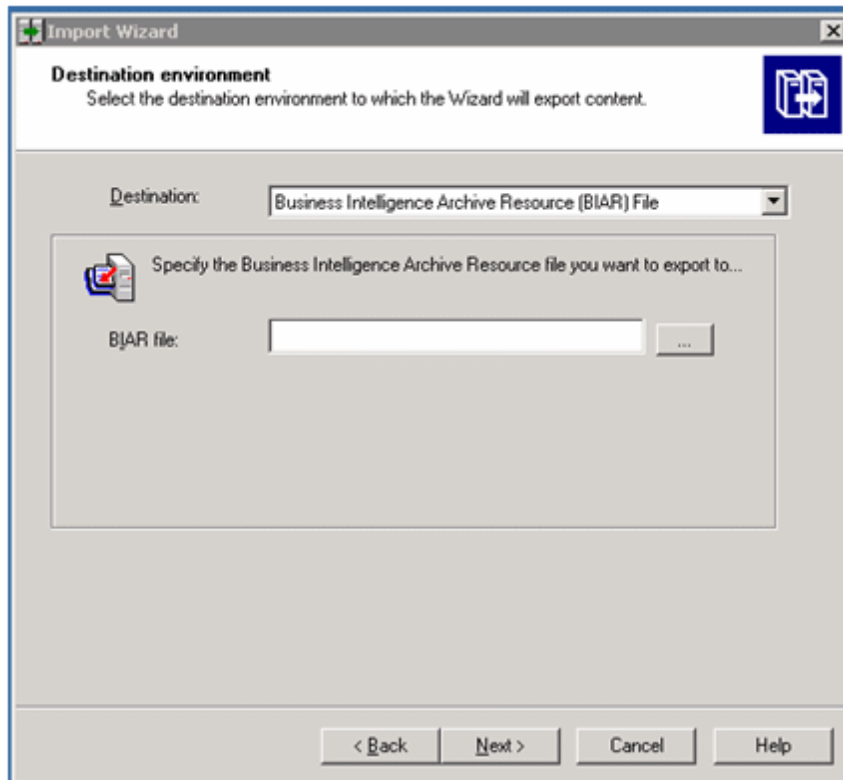 Import Wizard
Destination environment
Select the destination environment to which the Wizard will export content.
Destination:
Business Intelligence Archive Resource (BIAR) File
Specify the Business Intelligence Archive Resource file you want to export to...
BIAR file:
...
< Back
Next >
Cancel
Help